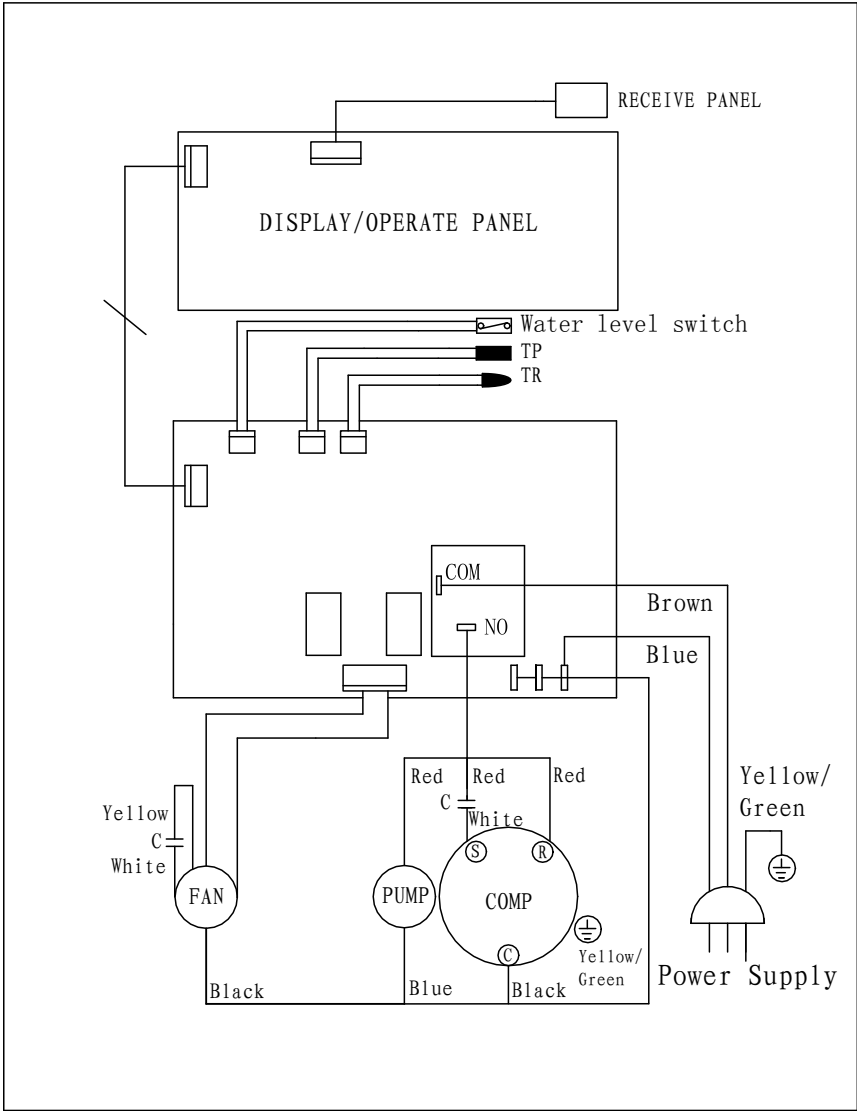 RECEIVE PANEL
DISPLAY/OPERATE PANEL
Water level switch
TP
TR
COM
Brown
NO
Blue
Red
Red
Red
Yellow/
Green
Yellow
C
White
C
White
S
R
FAN
PUMP
COMP
C
Yellow/
Green
Power Supply
Black
Blue
Black